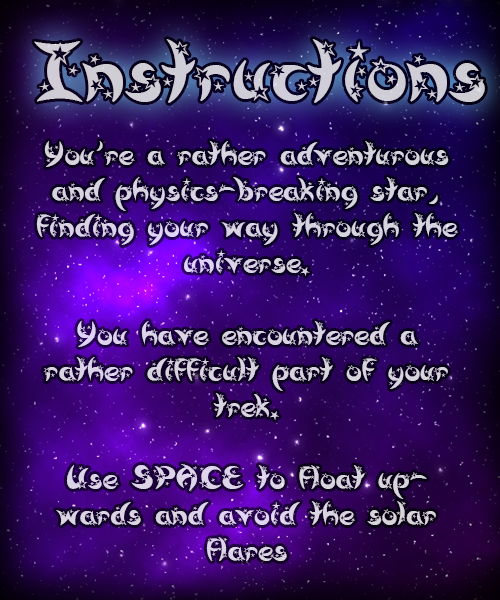 Instructions
You're a rather adventurous
and physics-breaking star,
finding your way through the
universe.
You have encountered a
rather difficult part of your
trek.
Use SPACE to float up-
wards and avoid the solar
flares